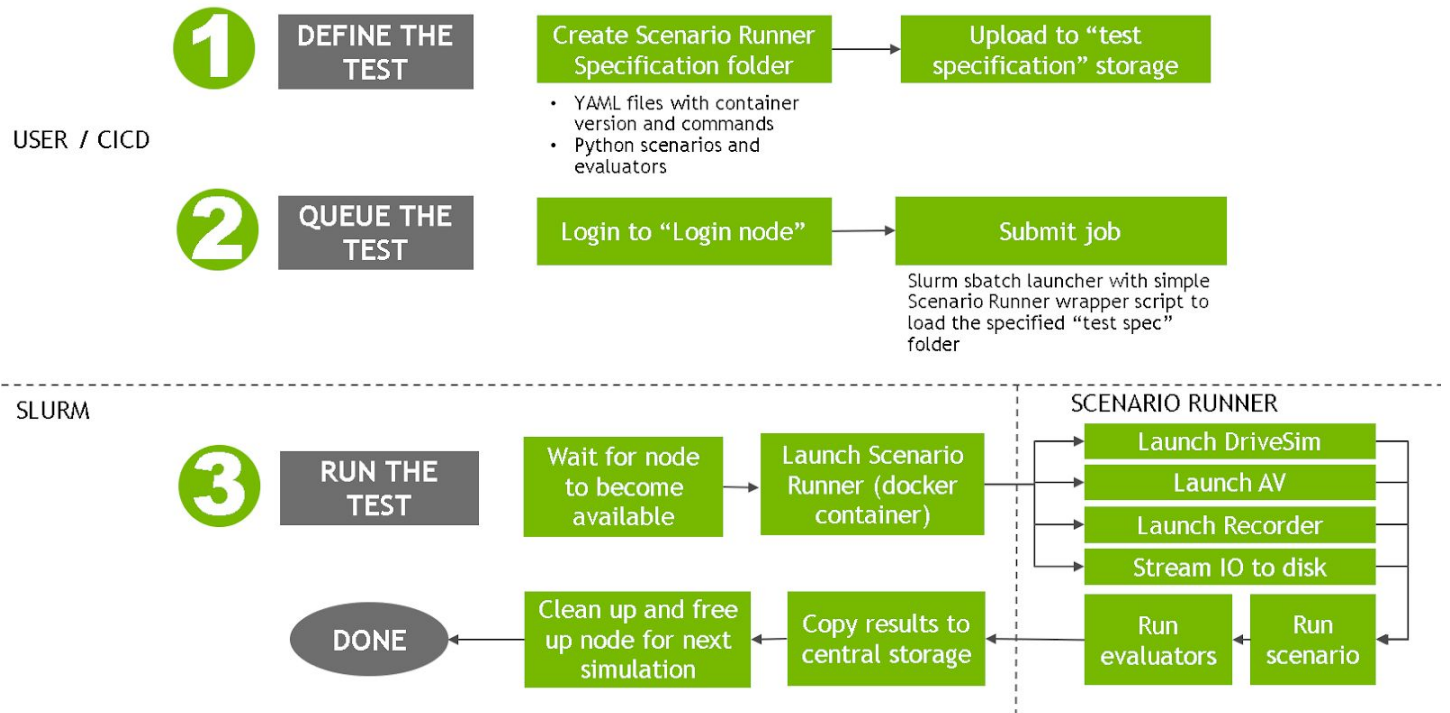 1
DEFINE THE
TEST
Create Scenario Runner
Specification folder
Upload to “test
specification” storage
• YAML files with container
version and commands
• Python scenarios and
evaluators
USER / CICD
2
QUEUE THE
TEST
Login to “Login node”
Submit job
Slurm sbatch launcher with simple
Scenario Runner wrapper script to
load the specified “test spec”
folder
SLURM
SCENARIO RUNNER
3
RUN THE
TEST
Wait for node
to become
available
Launch Scenario
Runner (docker
container)
Launch DriveSim
Launch AV
Launch Recorder
Stream IO to disk
DONE
Clean up and free
up node for next
simulation
Copy results to
central storage
Run
evaluators
Run
scenario